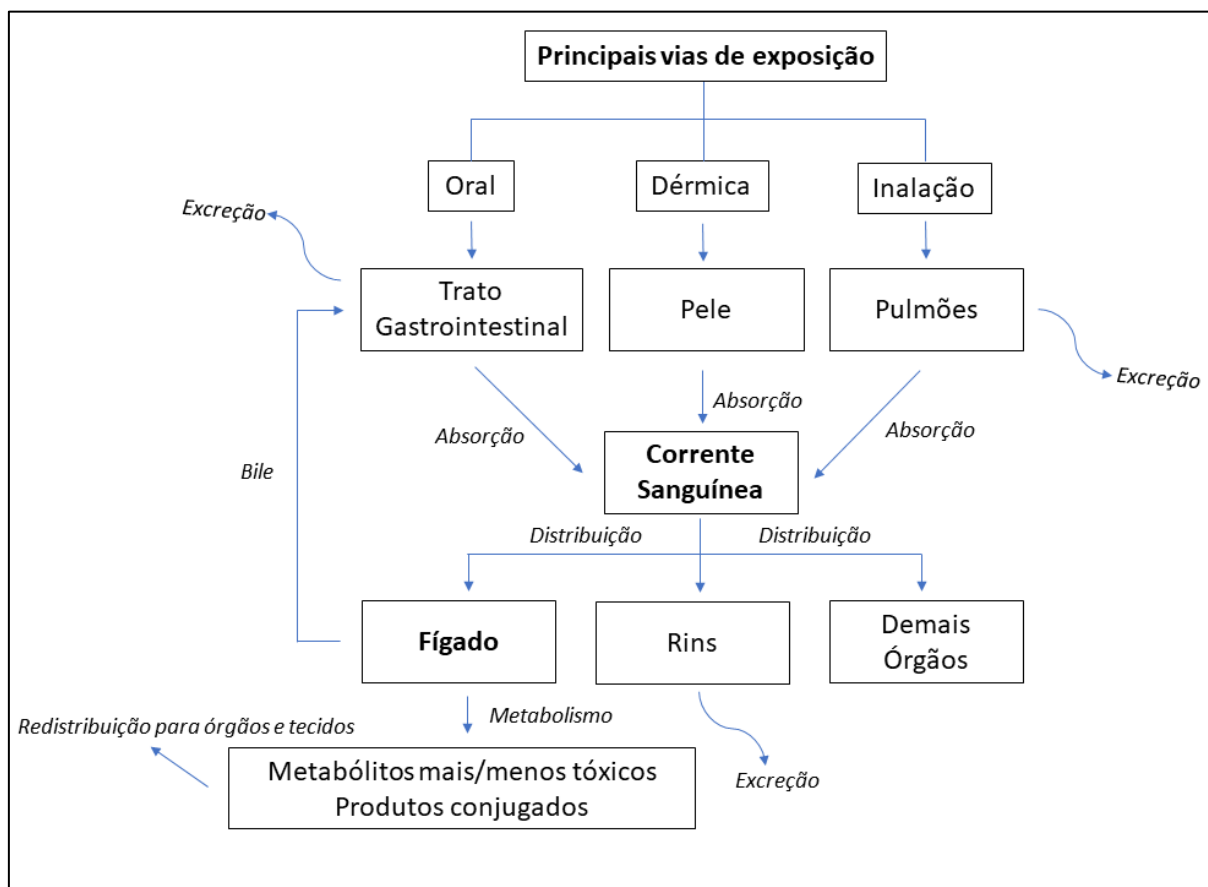 Principais vias de exposição
Oral
Dérmica
Inalação
Excreção
Trato
Gastrointestinal
Pele
Pulmões
Excreção
Absorção
Absorção
Absorção
Corrente
Sanguínea
Bile
Distribuição
Distribuição
Fígado
Rins
Demais
Órgãos
Metabolismo
Redistribuição para órgãos e tecidos
Metabólitos mais/menos tóxicos
Produtos conjugados
Excreção